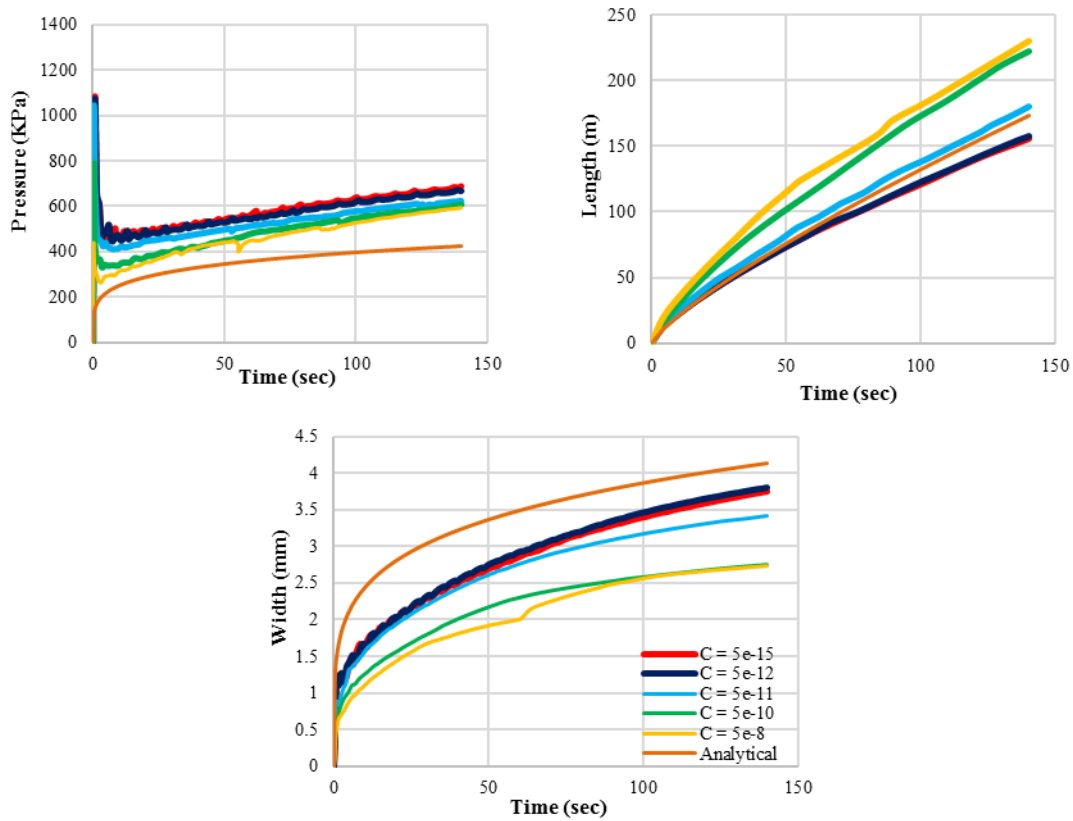 1400
1200
1000
800
600
400
200
0
Pressure (KPa)
0 50 100 150
Time (sec)
250
200
150
100
50
0
Length (m)
0 50 100 150
Time (sec)
4.5
4
3.5
3
2.5
2
1.5
1
0.5
0
Width (mm)
C = 5e-15
C = 5e-12
C = 5e-11
C = 5e-10
C = 5e-8
Analytical
0 50 100 150
Time (sec)